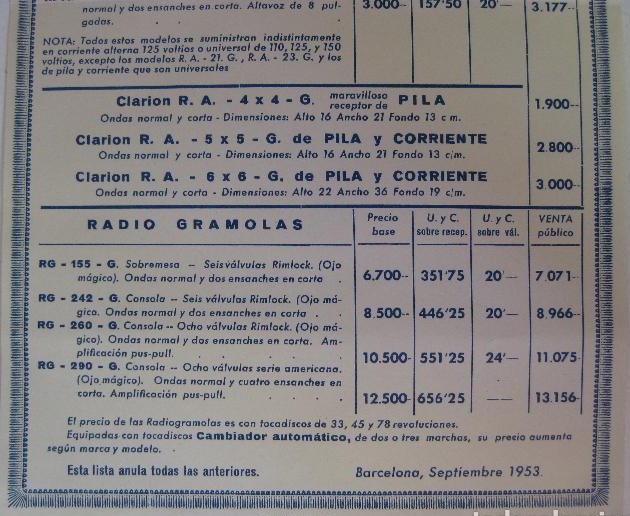 normal y dos ensanches en corta. Altavoz de 8 pul-
gadas. . . .
3.000-- 157'50 20'— 3.177--
NOTA: Todos estos modelos se suministran indistintamente
en corriente alterna 125 voltios o universal de 110, 125, y 150
voltios, excepto los modelos R. A. - 21. G., R. A. - 23. G. y los
de pila y corriente que son universales
Clarion R. A. - 4 x 4 - G. maravilloso receptor de PILA
Ondas normal y corta - Dimensiones: Alto 16 Ancho 21 Fondo 13 cm.
1.900--
Clarion R. A. - 5 x 5 - G. de PILA y CORRIENTE
Ondas normal y corta - Dimensiones: Alto 16 Ancho 21 Fondo 13 c/m.
2.800--
Clarion R. A. - 6 x 6 - G. de PILA y CORRIENTE
Ondas normal y corta - Dimensiones: Alto 22 Ancho 36 Fondo 19 c/m.
3.000--
RADIO GRAMOLAS
Precio base
U. y C. sobre recep.
U. y C. sobre vál.
VENTA público
RG - 155 - G. Sobremesa -- Seis válvulas Rimlock. (Ojo
mágico). Ondas normal y dos ensanches en corta .
6.700-- 351'75 20'— 7.071--
RG - 242 - G. Consola -- Seis válvulas Rimlock. (Ojo má-
gico. Ondas normal y dos ensanches en corta . .
8.500-- 446'25 20'— 8.966--
RG - 260 - G. Consola -- Ocho válvulas Rimlock. (Ojo má-
gico). Ondas normal y dos ensanches en corta. Am-
plificación pus-pull. . . . .
10.500- 551'25 24'— 11.075-
RG - 290 - G. Consola -- Ocho válvulas serie americana.
(Ojo mágico). Ondas normal y cuatro ensanches en
corta. Amplificación pus-pull. . . . .
12.500- 656'25 —— 13.156-
El precio de las Radiogramolas es con tocadiscos de 33, 45 y 78 revoluciones.
Equipadas con tocadiscos Cambiador automático, de dos o tres marchas, su precio aumenta
según marca y modelo. .
Esta lista anula todas las anteriores.
Barcelona, Septiembre 1953.